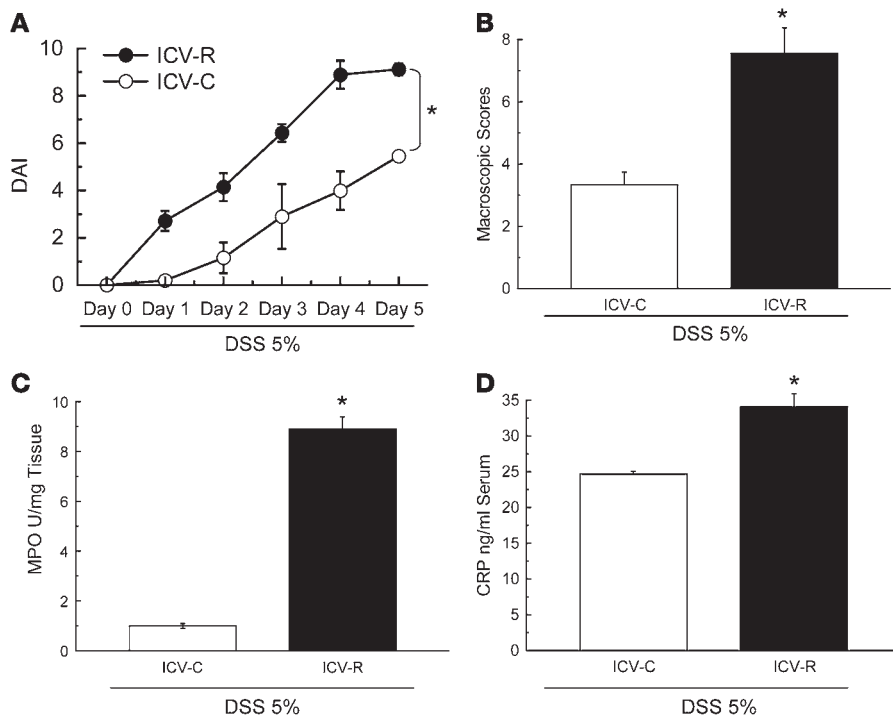 A
ICV-R
ICV-C
DAI
10
8
6
4
2
0
*
Day 0 Day 1 Day 2 Day 3 Day 4 Day 5
DSS 5%
B
Macroscopic Scores
8
6
4
2
0
*
ICV-C ICV-R
DSS 5%
C
MPO U/mg Tissue
10
8
6
4
2
0
*
ICV-C ICV-R
DSS 5%
D
CRP ng/ml Serum
35
30
25
20
15
10
5
0
*
ICV-C ICV-R
DSS 5%